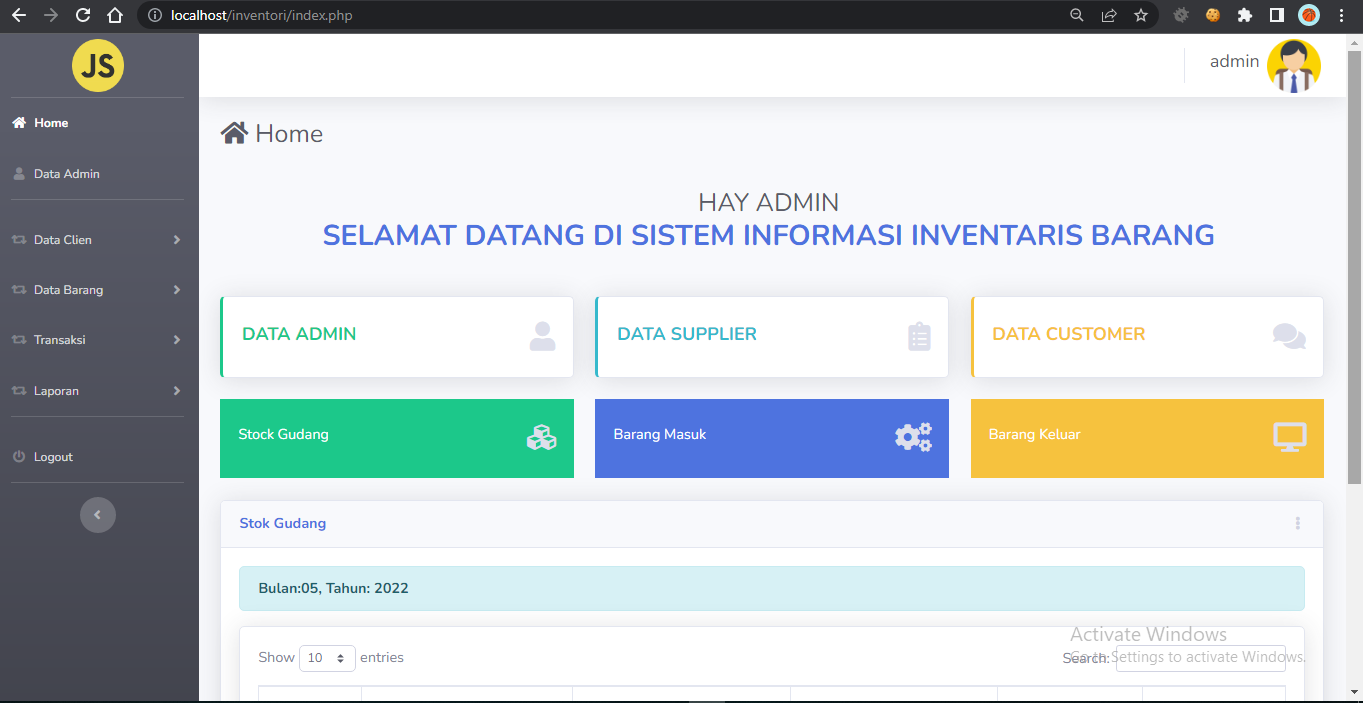 localhost/inventori/index.php
JS
admin
Home
Data Admin
Data Clien
Data Barang
Transaksi
Laporan
Logout
Home
HAY ADMIN
SELAMAT DATANG DI SISTEM INFORMASI INVENTARIS BARANG
DATA ADMIN
DATA SUPPLIER
DATA CUSTOMER
Stock Gudang
Barang Masuk
Barang Keluar
Stok Gudang
Bulan:05, Tahun: 2022
Show 10 entries
Search:
Activate Windows
Go to Settings to activate Windows.